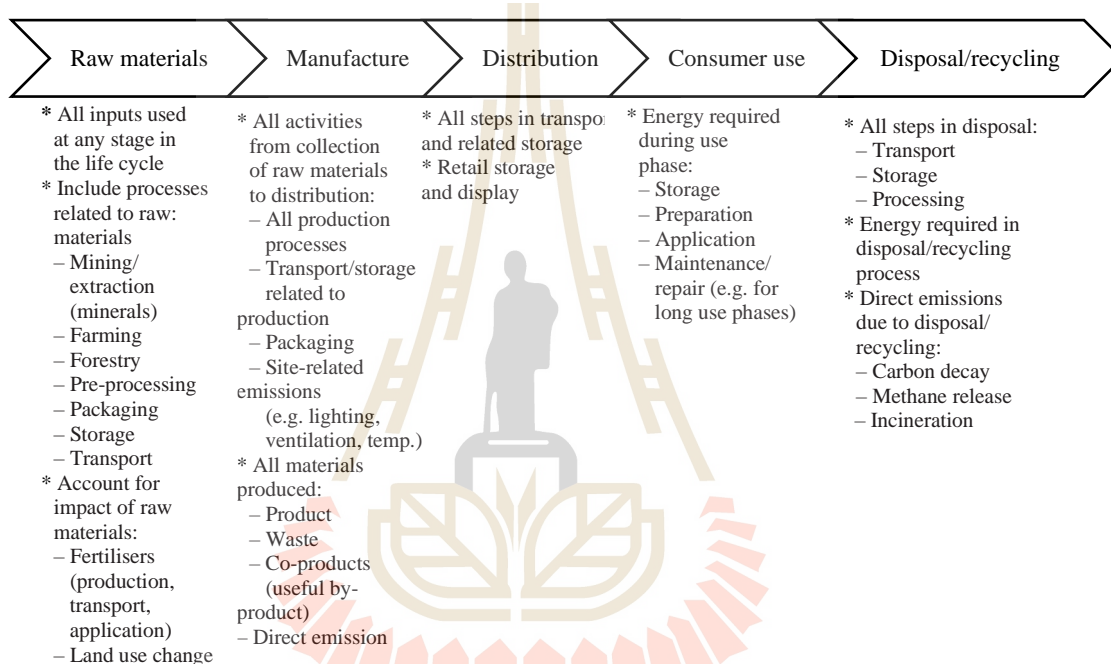 Raw materials
Manufacture
Distribution
Consumer use
Disposal/recycling
* All inputs used
at any stage in
the life cycle
* Include processes
related to raw:
materials
– Mining/
extraction
(minerals)
– Farming
– Forestry
– Pre-processing
– Packaging
– Storage
– Transport
* Account for
impact of raw
materials:
– Fertilisers
(production,
transport,
application)
– Land use change
* All activities
from collection
of raw materials
to distribution:
– All production
processes
– Transport/storage
related to
production
– Packaging
– Site-related
emissions
(e.g. lighting,
ventilation, temp.)
* All materials
produced:
– Product
– Waste
– Co-products
(useful by-
product)
– Direct emission
* All steps in transpor
and related storage
* Retail storage
and display
* Energy required
during use
phase:
– Storage
– Preparation
– Application
– Maintenance/
repair (e.g. for
long use phases)
* All steps in disposal:
– Transport
– Storage
– Processing
* Energy required in
disposal/recycling
process
* Direct emissions
due to disposal/
recycling:
– Carbon decay
– Methane release
– Incineration